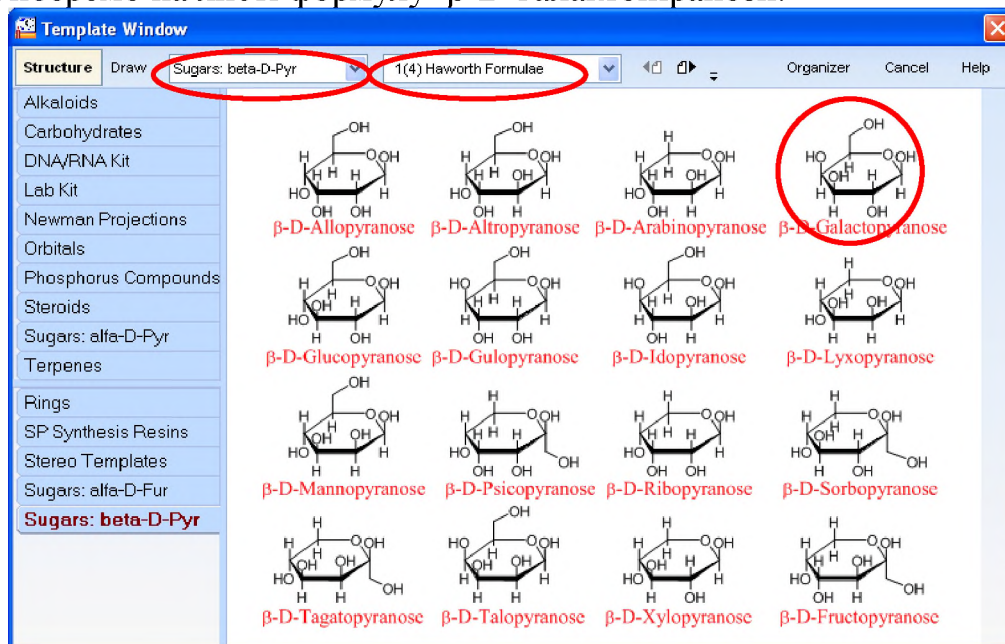 Template Window
Structure Draw Sugars: beta-D-Pyr 1(4) Haworth Formulae Organizer Cancel Help
Alkaloids
Carbohydrates
DNA/RNA Kit
Lab Kit
Newman Projections
Orbitals
Phosphorus Compounds
Steroids
Sugars: alfa-D-Pyr
Terpenes
Rings
SP Synthesis Resins
Stereo Templates
Sugars: alfa-D-Fur
Sugars: beta-D-Pyr
β-D-Allopyranose β-D-Altropyranose β-D-Arabinopyranose β-D-Galactopyranose
β-D-Glucopyranose β-D-Gulopyranose β-D-Idopyranose β-D-Lyxopyranose
β-D-Mannopyranose β-D-Psicopyranose β-D-Ribopyranose β-D-Sorbopyranose
β-D-Tagatopyranose β-D-Talopyranose β-D-Xylopyranose β-D-Fructopyranose